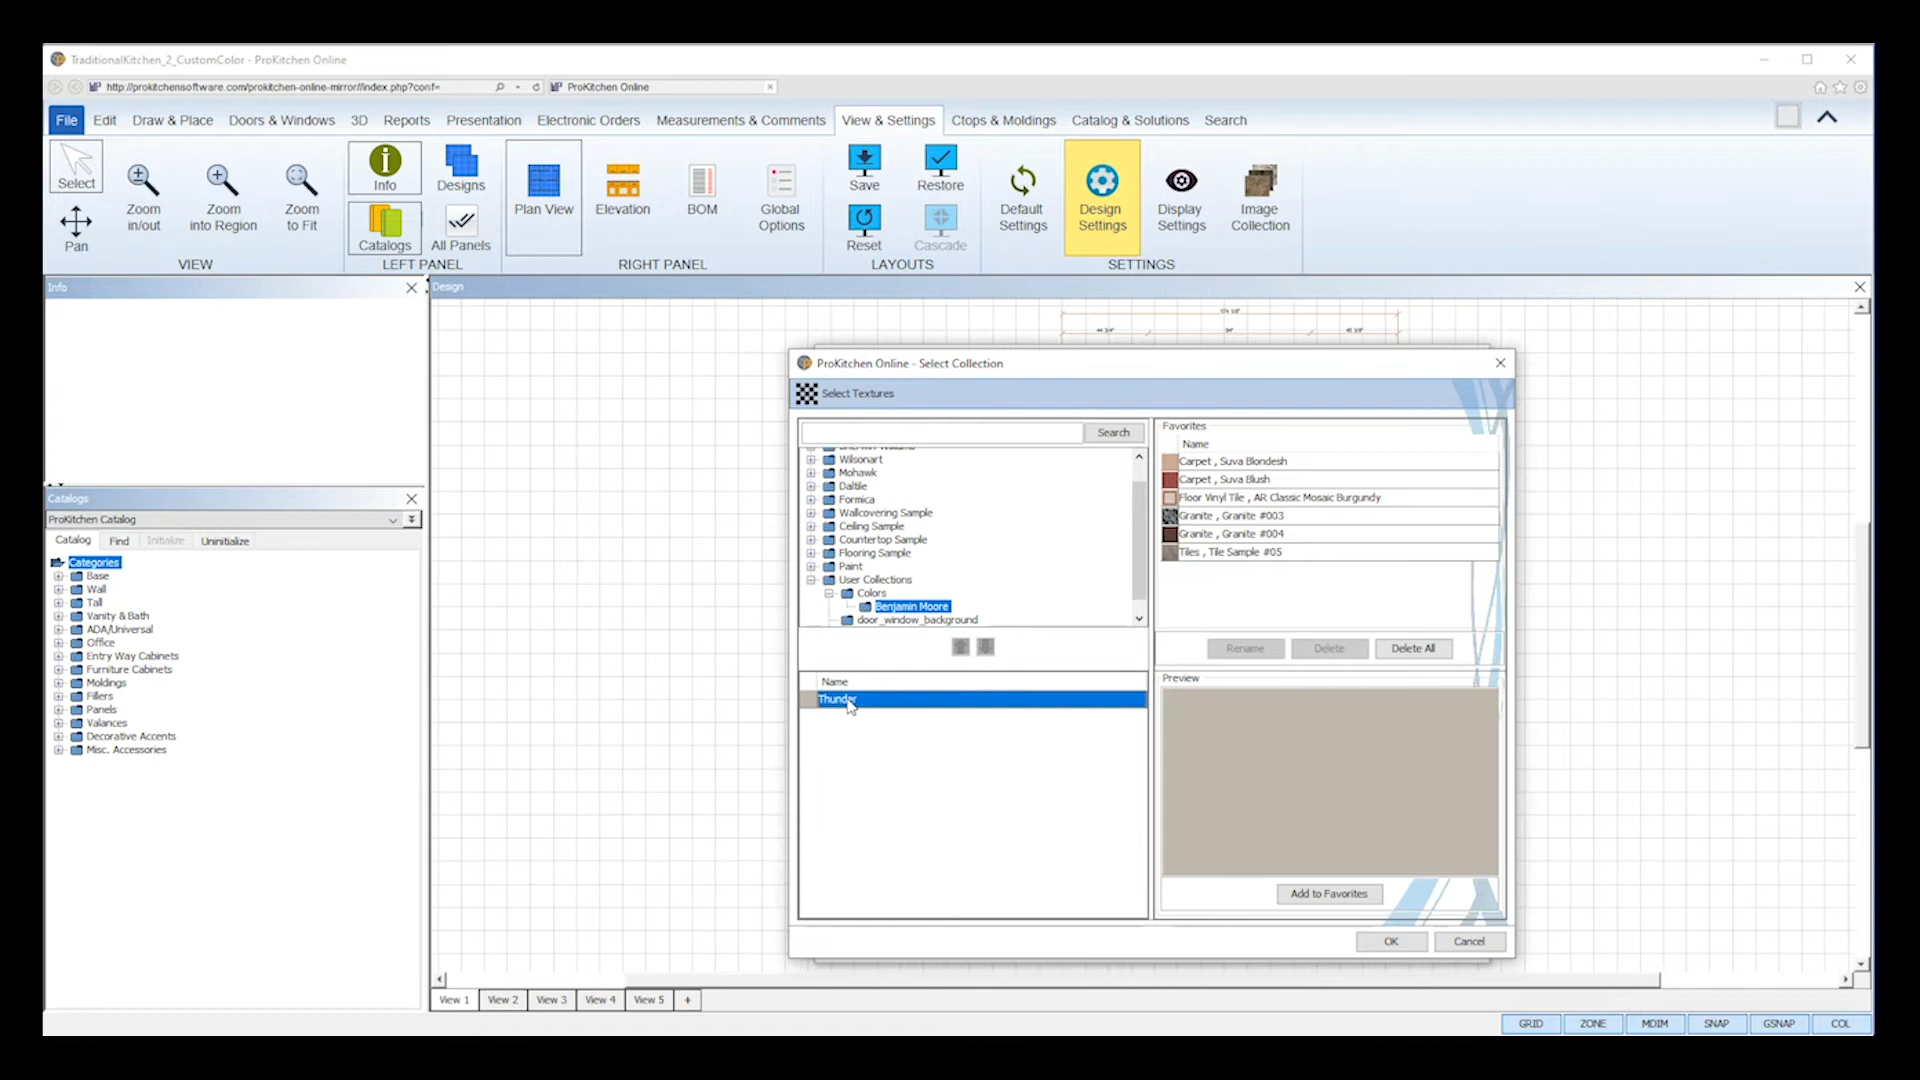 TraditionalKitchen_2_CustomColor - ProKitchen Online
http://prokitchensoftware.com/prokitchen-online-mirror//index.php?conf=
ProKitchen Online
File Edit Draw & Place Doors & Windows 3D Reports Presentation Electronic Orders Measurements & Comments View & Settings Ctops & Moldings Catalog & Solutions Search
Select
Pan
Zoom in/out
Zoom into Region
Zoom to Fit
VIEW
Info
Designs
Catalogs
All Panels
LEFT PANEL
Plan View
Elevation
BOM
Global Options
RIGHT PANEL
Save
Restore
Reset
Cascade
LAYOUTS
Default Settings
Design Settings
Display Settings
Image Collection
SETTINGS
Info
Design
Catalogs
ProKitchen Catalog
Catalog Find Initialize Uninitialize
Categories
Base
Wall
Tall
Vanity & Bath
ADA/Universal
Office
Entry Way Cabinets
Furniture Cabinets
Moldings
Fillers
Panels
Valances
Decorative Accents
Misc. Accessories
ProKitchen Online - Select Collection
Select Textures
Search
Wilsonart
Mohawk
Daltile
Formica
Wallcovering Sample
Ceiling Sample
Countertop Sample
Flooring Sample
Paint
User Collections
Colors
Benjamin Moore
door_window_background
Name
Thunder
Favorites
Name
Carpet , Suva Blondesh
Carpet , Suva Blush
Floor Vinyl Tile , AR Classic Mosaic Burgundy
Granite , Granite #003
Granite , Granite #004
Tiles , Tile Sample #05
Rename Delete Delete All
Preview
Add to Favorites
OK Cancel
View 1 View 2 View 3 View 4 View 5 +
GRID ZONE MDIM SNAP GSNAP COL